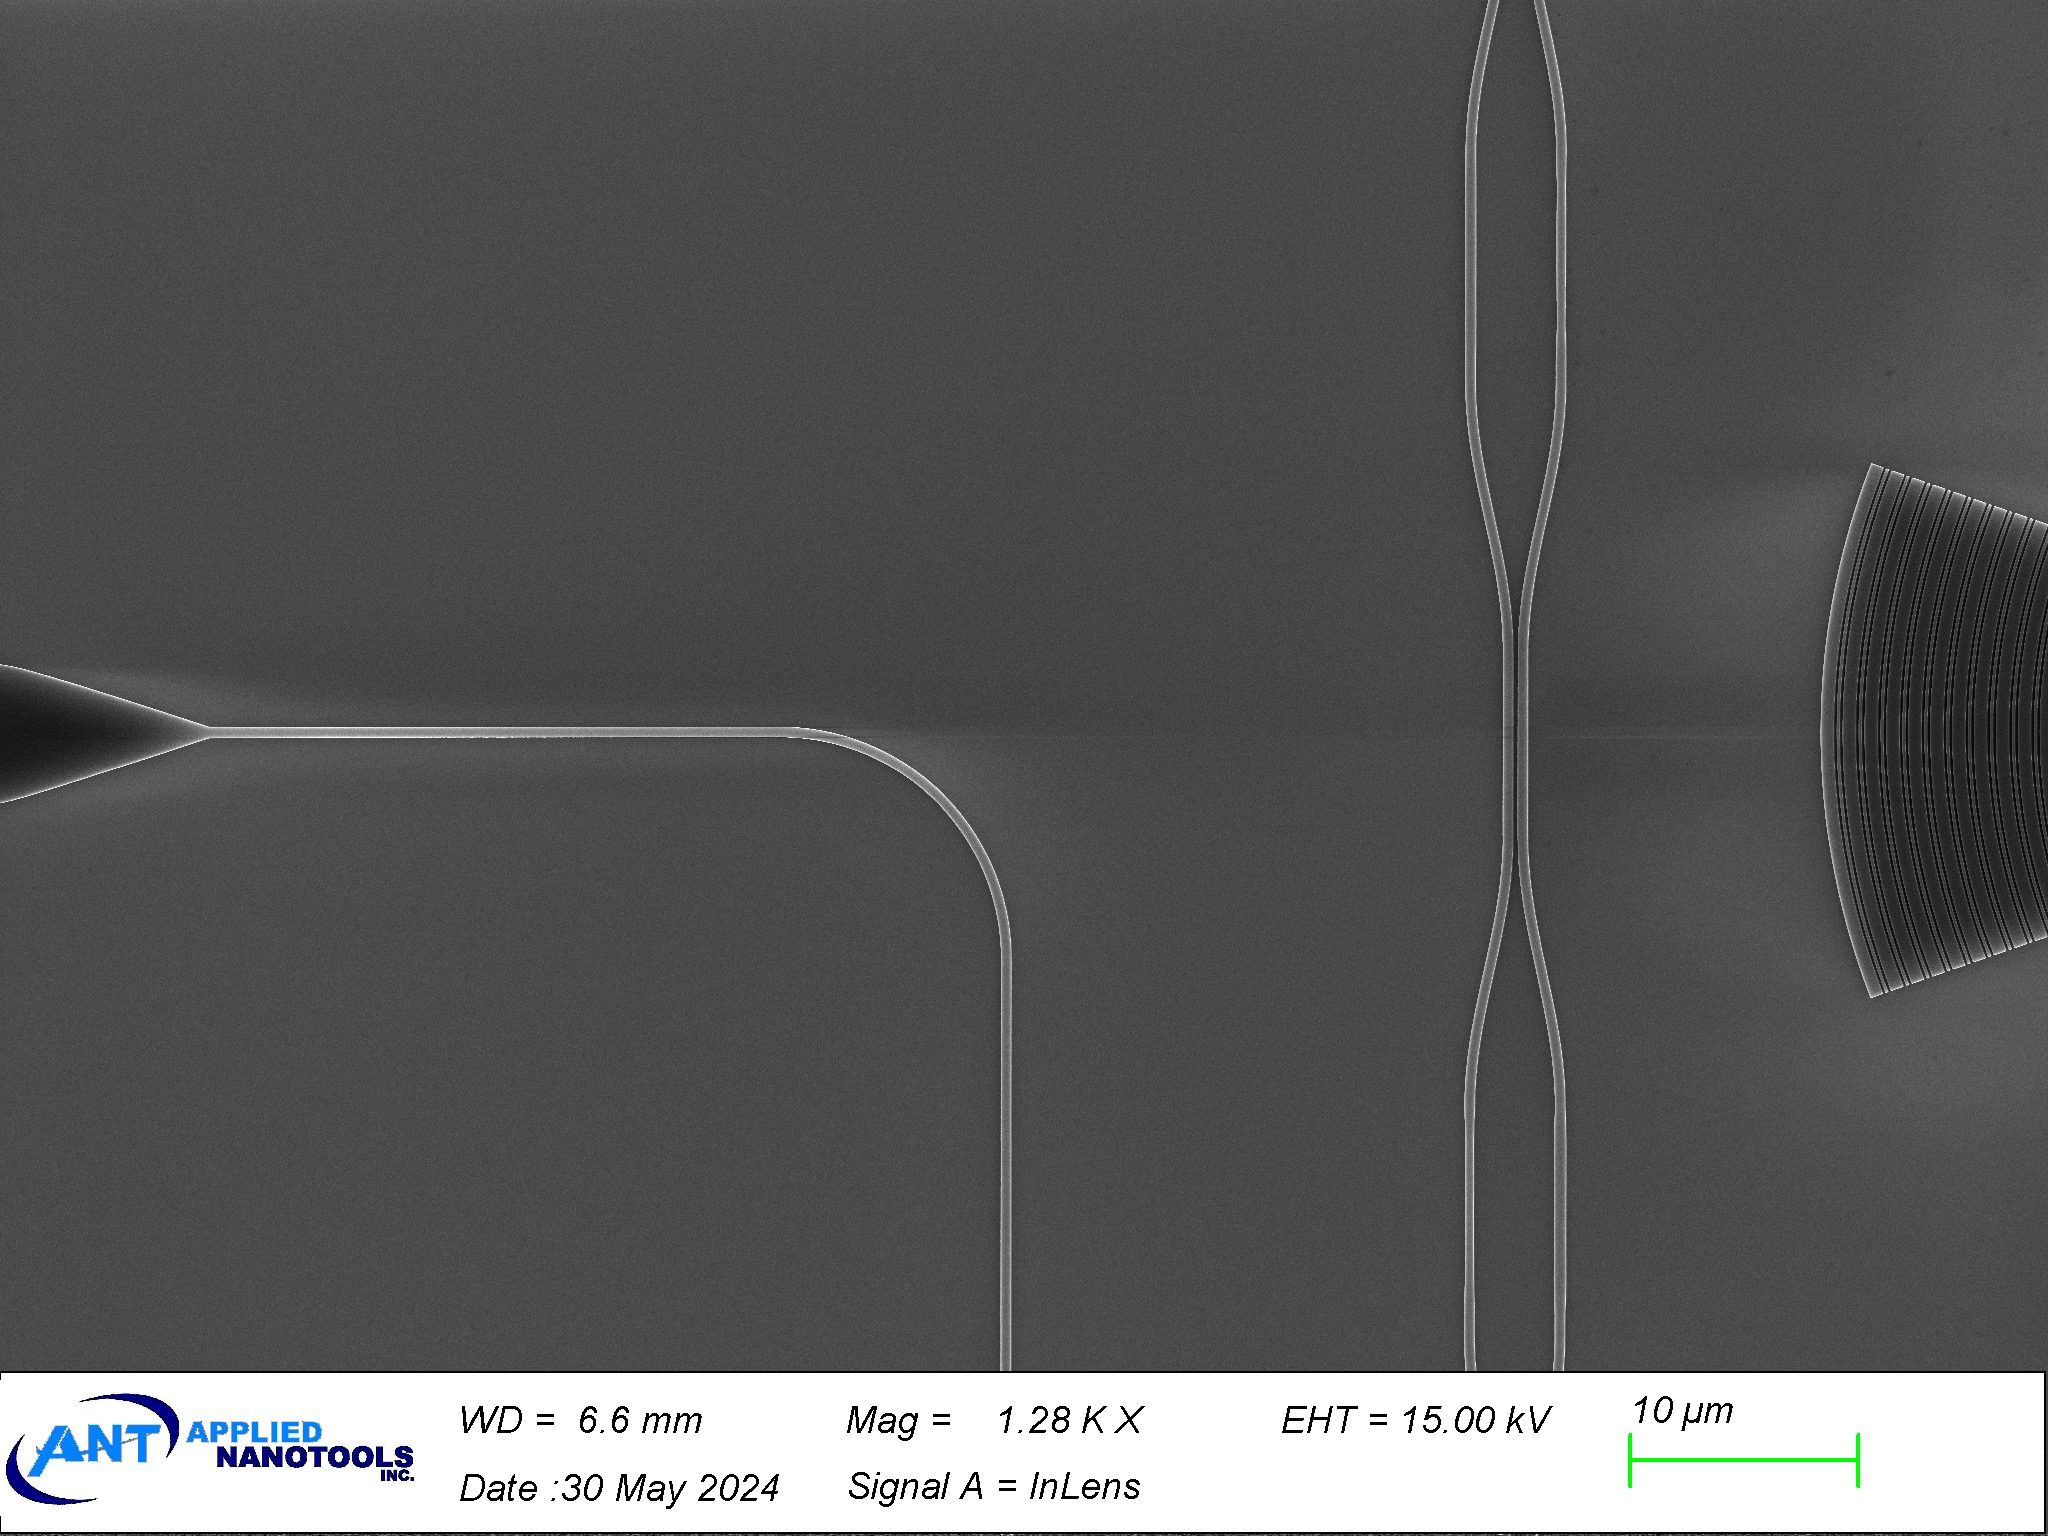 ANT APPLIED
NANOTOOLS
INC.
WD = 6.6 mm
Mag = 1.28 K X
EHT = 15.00 kV
10 µm
Date :30 May 2024
Signal A = InLens